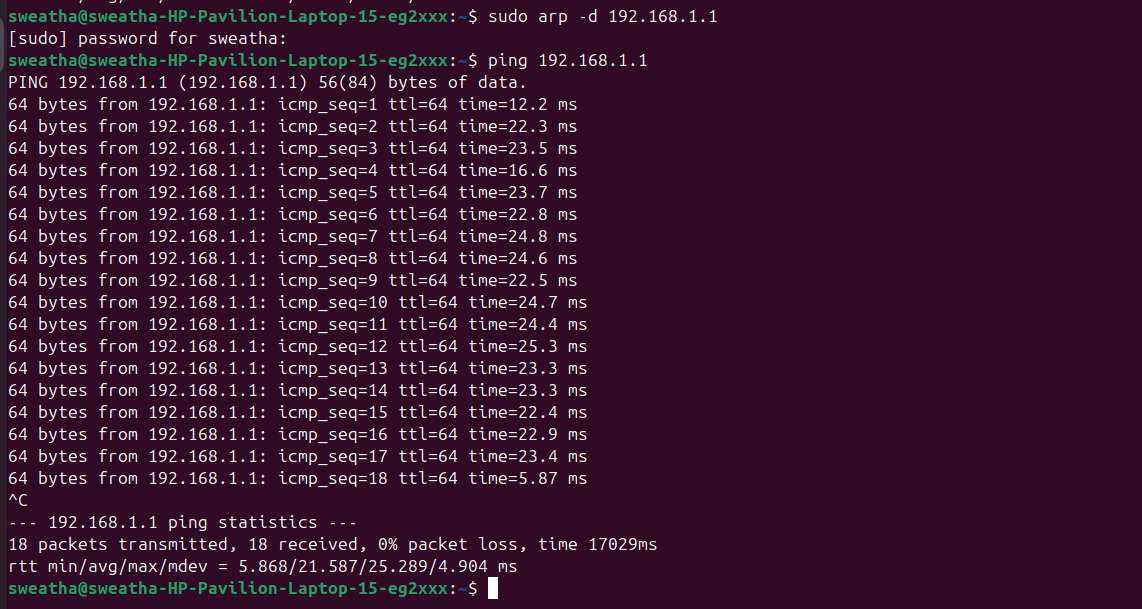 sweatha@sweatha-HP-Pavilion-Laptop-15-eg2xxx:~$ sudo arp -d 192.168.1.1
[sudo] password for sweatha:
sweatha@sweatha-HP-Pavilion-Laptop-15-eg2xxx:~$ ping 192.168.1.1
PING 192.168.1.1 (192.168.1.1) 56(84) bytes of data.
64 bytes from 192.168.1.1: icmp_seq=1 ttl=64 time=12.2 ms
64 bytes from 192.168.1.1: icmp_seq=2 ttl=64 time=22.3 ms
64 bytes from 192.168.1.1: icmp_seq=3 ttl=64 time=23.5 ms
64 bytes from 192.168.1.1: icmp_seq=4 ttl=64 time=16.6 ms
64 bytes from 192.168.1.1: icmp_seq=5 ttl=64 time=23.7 ms
64 bytes from 192.168.1.1: icmp_seq=6 ttl=64 time=22.8 ms
64 bytes from 192.168.1.1: icmp_seq=7 ttl=64 time=24.8 ms
64 bytes from 192.168.1.1: icmp_seq=8 ttl=64 time=24.6 ms
64 bytes from 192.168.1.1: icmp_seq=9 ttl=64 time=22.5 ms
64 bytes from 192.168.1.1: icmp_seq=10 ttl=64 time=24.7 ms
64 bytes from 192.168.1.1: icmp_seq=11 ttl=64 time=24.4 ms
64 bytes from 192.168.1.1: icmp_seq=12 ttl=64 time=25.3 ms
64 bytes from 192.168.1.1: icmp_seq=13 ttl=64 time=23.3 ms
64 bytes from 192.168.1.1: icmp_seq=14 ttl=64 time=23.3 ms
64 bytes from 192.168.1.1: icmp_seq=15 ttl=64 time=22.4 ms
64 bytes from 192.168.1.1: icmp_seq=16 ttl=64 time=22.9 ms
64 bytes from 192.168.1.1: icmp_seq=17 ttl=64 time=23.4 ms
64 bytes from 192.168.1.1: icmp_seq=18 ttl=64 time=5.87 ms
^C
--- 192.168.1.1 ping statistics ---
18 packets transmitted, 18 received, 0% packet loss, time 17029ms
rtt min/avg/max/mdev = 5.868/21.587/25.289/4.904 ms
sweatha@sweatha-HP-Pavilion-Laptop-15-eg2xxx:~$